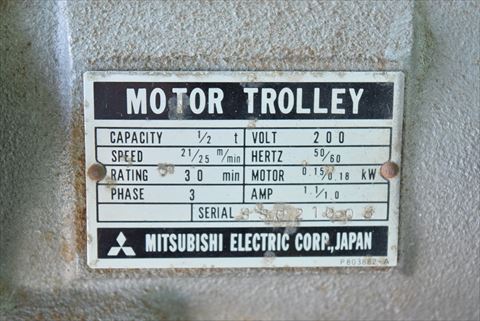 MOTOR TROLLEY
CAPACITY 1/2 t VOLT 200
SPEED 21/25 m/min HERTZ 50/60
RATING 30 min MOTOR 0.15/0.18 kW
PHASE 3 AMP 1.1/1.0
SERIAL
MITSUBISHI ELECTRIC CORP., JAPAN
P803882-A